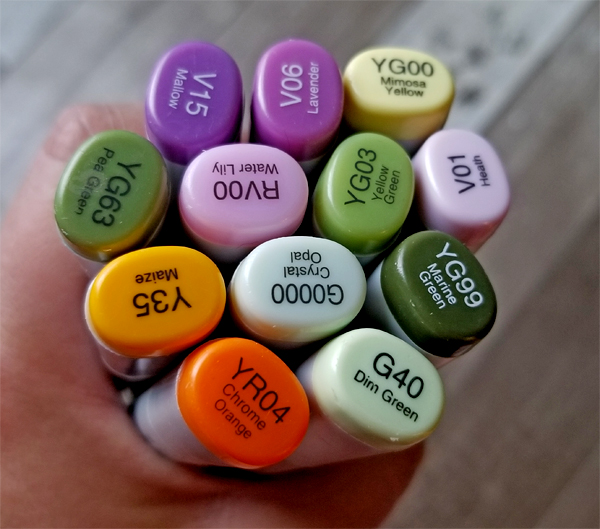 V15
Mallow
V06
Lavender
YG00
Mimosa
Yellow
YG63
Pea Green
RV00
Water Lily
YG03
Yellow
Green
V01
Heath
Y35
Maize
G0000
Crystal
Opal
YG99
Marine
Green
YR04
Chrome
Orange
G40
Dim Green